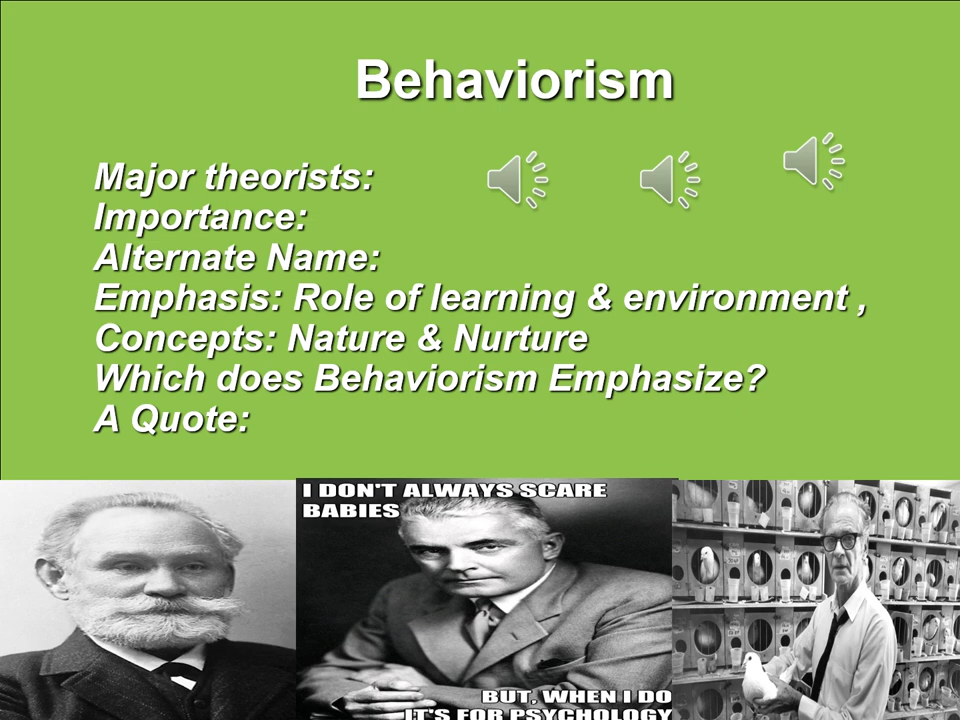 Behaviorism
Major theorists:
Importance:
Alternate Name:
Emphasis: Role of learning & environment ,
Concepts: Nature & Nurture
Which does Behaviorism Emphasize?
A Quote:
I DON'T ALWAYS SCARE
BABIES
BUT, WHEN I DO
IT'S FOR PSYCHOLOGY